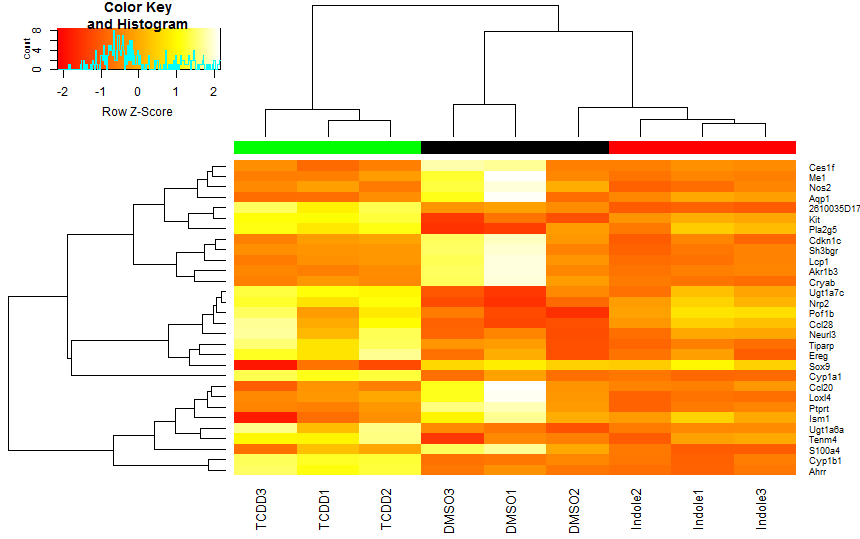 Color Key
and Histogram
Count
0 4 8
-2 -1 0 1 2
Row Z-Score
Ces1f
Me1
Nos2
Aqp1
2610035D17
Kit
Pla2g5
Cdkn1c
Sh3bgr
Lcp1
Akr1b3
Cryab
Ugt1a7c
Nrp2
Pof1b
Ccl28
Neurl3
Tiparp
Ereg
Sox9
Cyp1a1
Ccl20
Loxl4
Ptprt
Ism1
Ugt1a6a
Tenm4
S100a4
Cyp1b1
Ahrr
TCDD3 TCDD1 TCDD2 DMSO3 DMSO1 DMSO2 Indole2 Indole1 Indole3